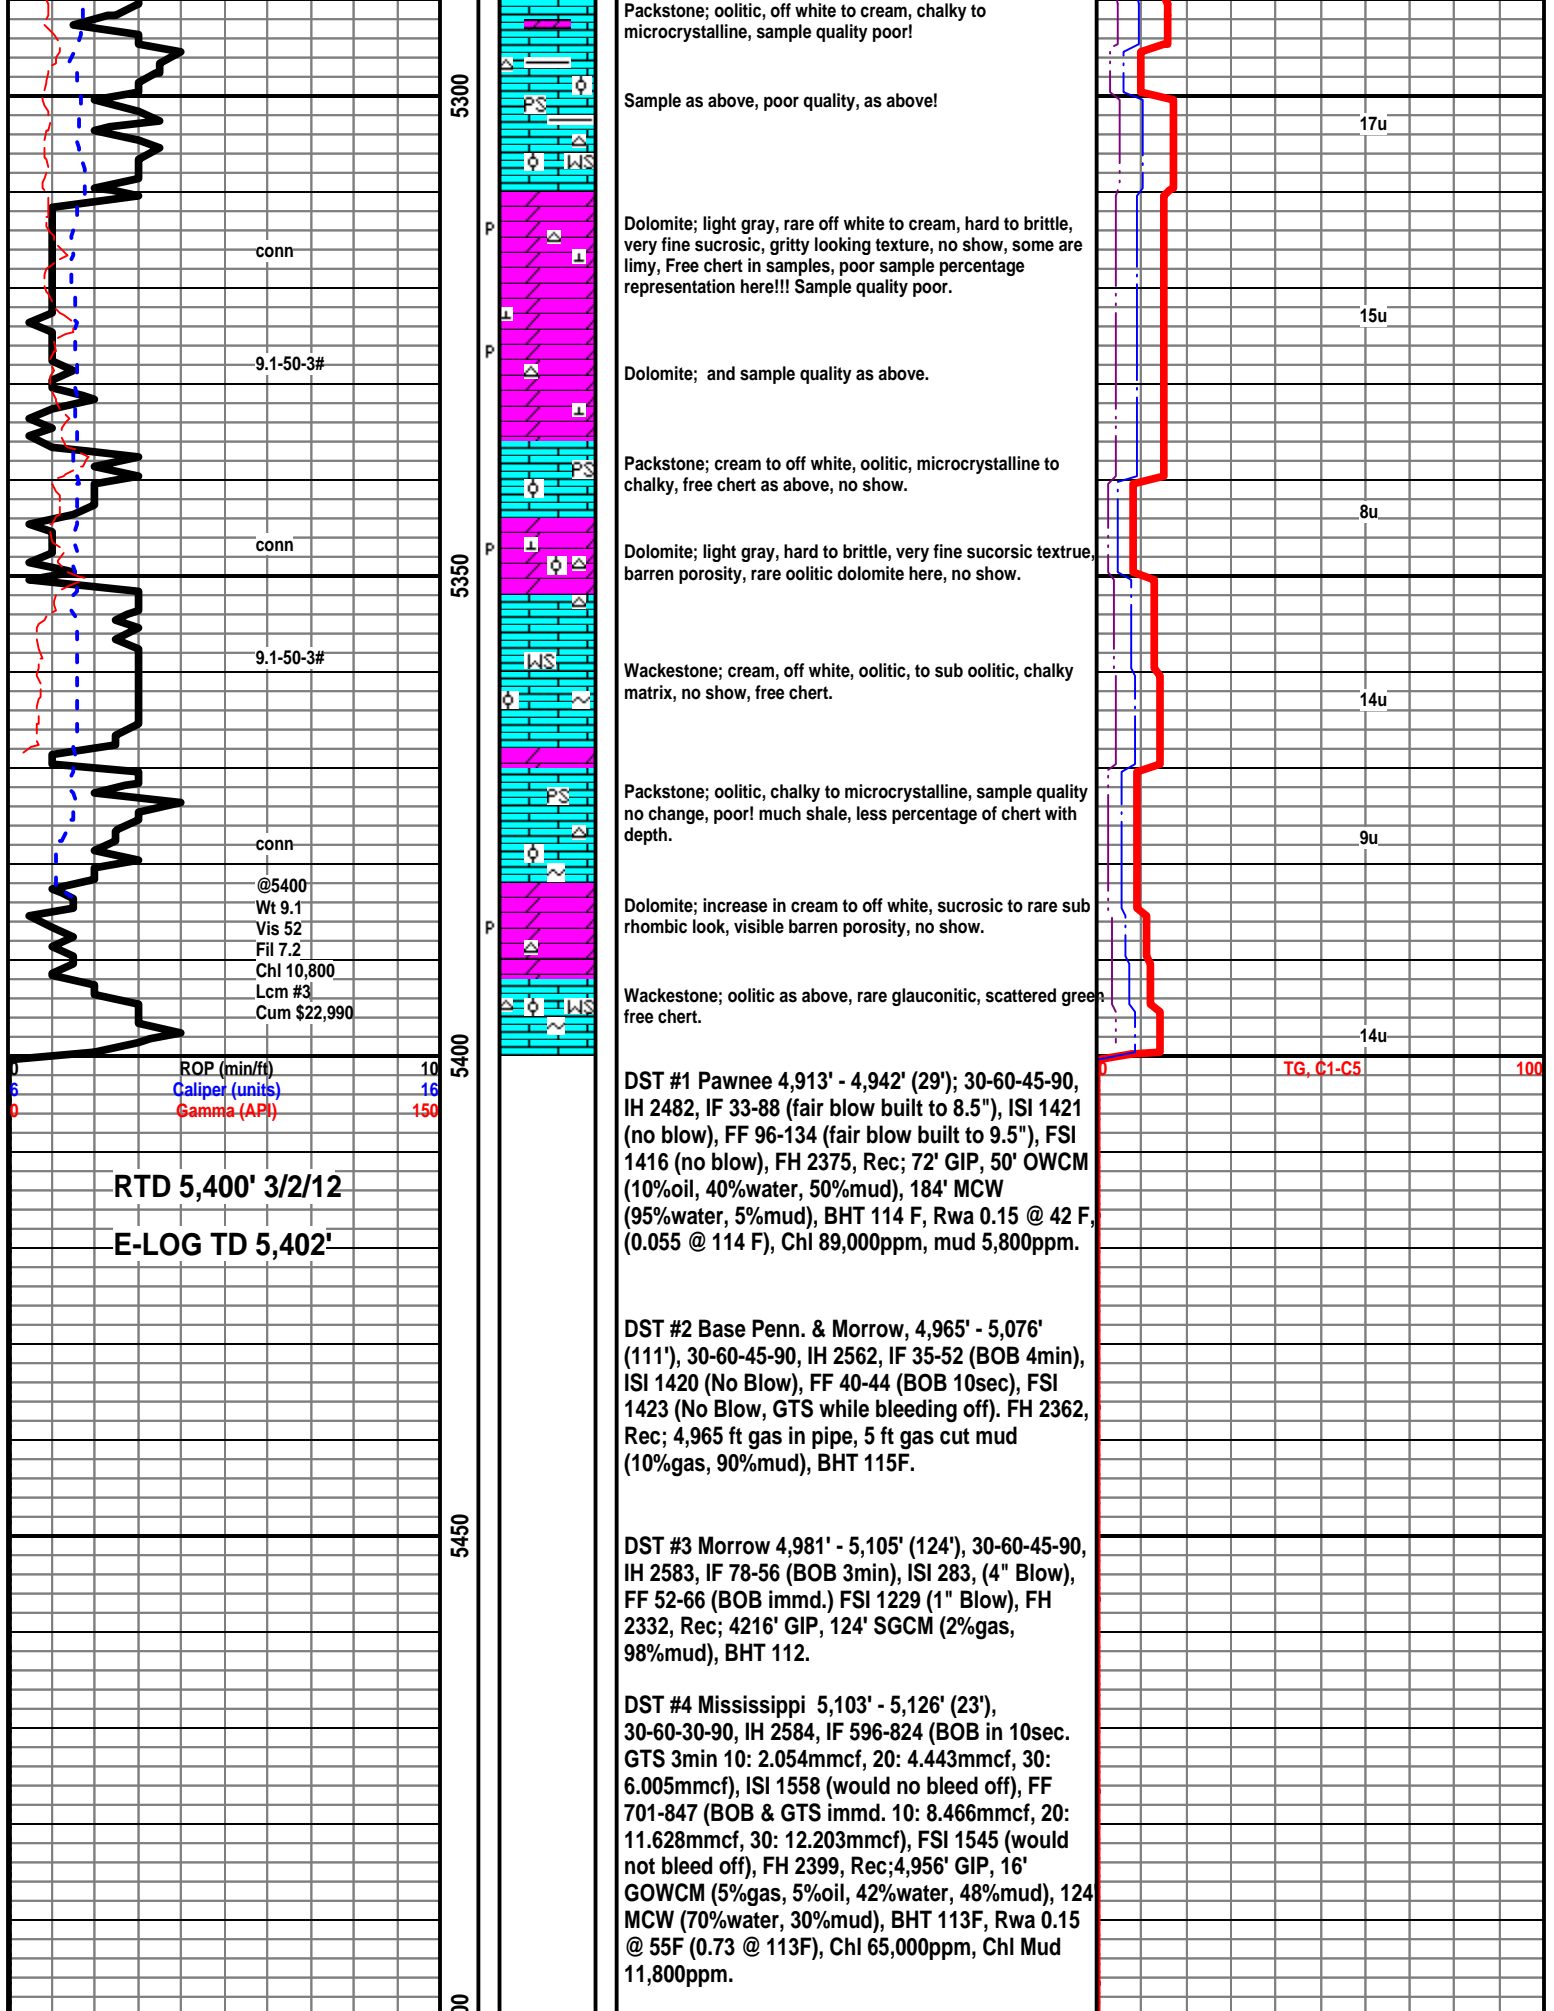 Packstone; oolitic, off white to cream, chalky to
microcrystalline, sample quality poor!
5300
PS
WS
Sample as above, poor quality, as above!
17u
conn
P
Dolomite; light gray, rare off white to cream, hard to brittle,
very fine sucrosic, gritty looking texture, no show, some are
limy, Free chert in samples, poor sample percentage
representation here!!! Sample quality poor.
15u
9.1-50-3#
P
Dolomite;  and sample quality as above.
PS
Packstone; cream to off white, oolitic, microcrystalline to
chalky, free chert as above, no show.
8u
conn
5350
P
Dolomite; light gray, hard to brittle, very fine sucorsic textrue,
barren porosity, rare oolitic dolomite here, no show.
9.1-50-3#
WS
Wackestone; cream, off white, oolitic, to sub oolitic, chalky
matrix, no show, free chert.
14u
PS
Packstone; oolitic, chalky to microcrystalline, sample quality
no change, poor! much shale, less percentage of chert with
depth.
9u
conn
@5400
Wt 9.1
Vis 52
Fil 7.2
Chl 10,800
Lcm #3
Cum $22,990
P
Dolomite; increase in cream to off white, sucrosic to rare sub
rhombic look, visible barren porosity, no show.
WS
Wackestone; oolitic as above, rare glauconitic, scattered green
free chert.
14u
5400
0 ROP (min/ft) 10
6 Caliper (units) 16
0 Gamma (API) 150
0 TG, C1-C5 100
RTD 5,400' 3/2/12
E-LOG TD 5,402'
DST #1 Pawnee 4,913' - 4,942' (29'); 30-60-45-90,
IH 2482, IF 33-88 (fair blow built to 8.5"), ISI 1421
(no blow), FF 96-134 (fair blow built to 9.5"), FSI
1416 (no blow), FH 2375, Rec; 72' GIP, 50' OWCM
(10%oil, 40%water, 50%mud), 184' MCW
(95%water, 5%mud), BHT 114 F, Rwa 0.15 @ 42 F,
(0.055 @ 114 F), Chl 89,000ppm, mud 5,800ppm.
DST #2 Base Penn. & Morrow, 4,965' - 5,076'
(111'), 30-60-45-90, IH 2562, IF 35-52 (BOB 4min),
ISI 1420 (No Blow), FF 40-44 (BOB 10sec), FSI
1423 (No Blow, GTS while bleeding off). FH 2362,
Rec; 4,965 ft gas in pipe, 5 ft gas cut mud
(10%gas, 90%mud), BHT 115F.
5450
DST #3 Morrow 4,981' - 5,105' (124'), 30-60-45-90,
IH 2583, IF 78-56 (BOB 3min), ISI 283, (4" Blow),
FF 52-66 (BOB immd.) FSI 1229 (1" Blow), FH
2332, Rec; 4216' GIP, 124' SGCM (2%gas,
98%mud), BHT 112.
DST #4 Mississippi  5,103' - 5,126' (23'),
30-60-30-90, IH 2584, IF 596-824 (BOB in 10sec.
GTS 3min 10: 2.054mmcf, 20: 4.443mmcf, 30:
6.005mmcf), ISI 1558 (would no bleed off), FF
701-847 (BOB & GTS immd. 10: 8.466mmcf, 20:
11.628mmcf, 30: 12.203mmcf), FSI 1545 (would
not bleed off), FH 2399, Rec;4,956' GIP, 16'
GOWCM (5%gas, 5%oil, 42%water, 48%mud), 124'
MCW (70%water, 30%mud), BHT 113F, Rwa 0.15
@ 55F (0.73 @ 113F), Chl 65,000ppm, Chl Mud
11,800ppm.